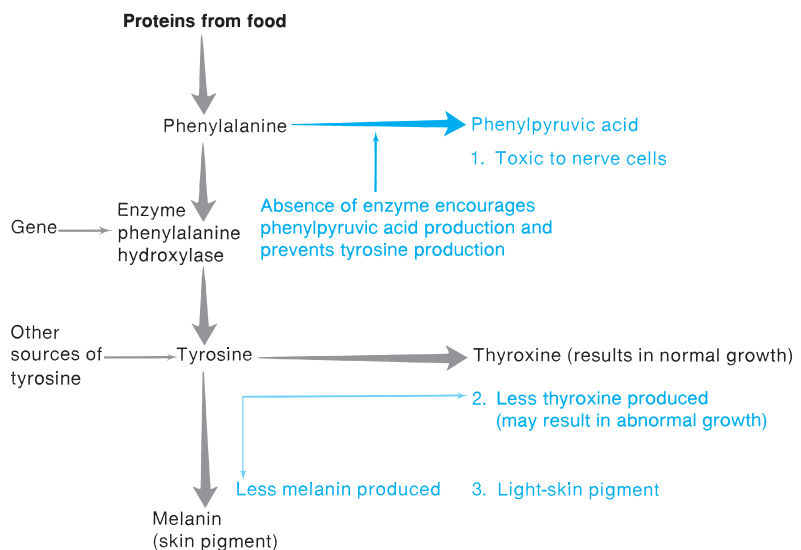 Proteins from food
Phenylalanine
Phenylpyruvic acid
1. Toxic to nerve cells
Gene
Enzyme
phenylalanine
hydroxylase
Absence of enzyme encourages
phenylpyruvic acid production and
prevents tyrosine production
Other
sources of
tyrosine
Tyrosine
Thyroxine (results in normal growth)
2. Less thyroxine produced
(may result in abnormal growth)
Less melanin produced
3. Light-skin pigment
Melanin
(skin pigment)